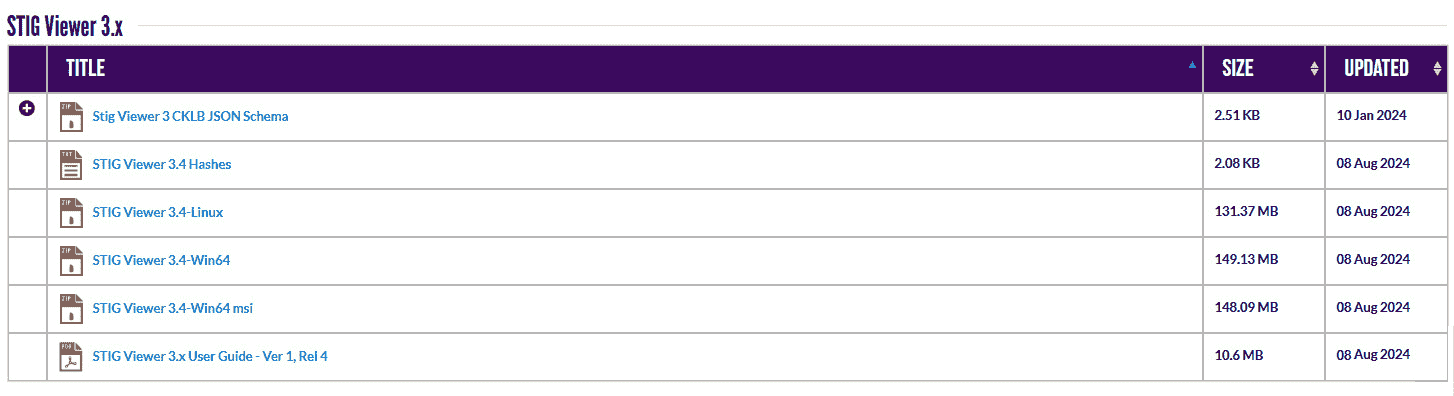 STIG Viewer 3.x
TITLE SIZE UPDATED
ZIP Stig Viewer 3 CKLB JSON Schema 2.51 KB 10 Jan 2024
TXT STIG Viewer 3.4 Hashes 2.08 KB 08 Aug 2024
ZIP STIG Viewer 3.4-Linux 131.37 MB 08 Aug 2024
ZIP STIG Viewer 3.4-Win64 149.13 MB 08 Aug 2024
ZIP STIG Viewer 3.4-Win64 msi 148.09 MB 08 Aug 2024
PDF STIG Viewer 3.x User Guide - Ver 1, Rel 4 10.6 MB 08 Aug 2024